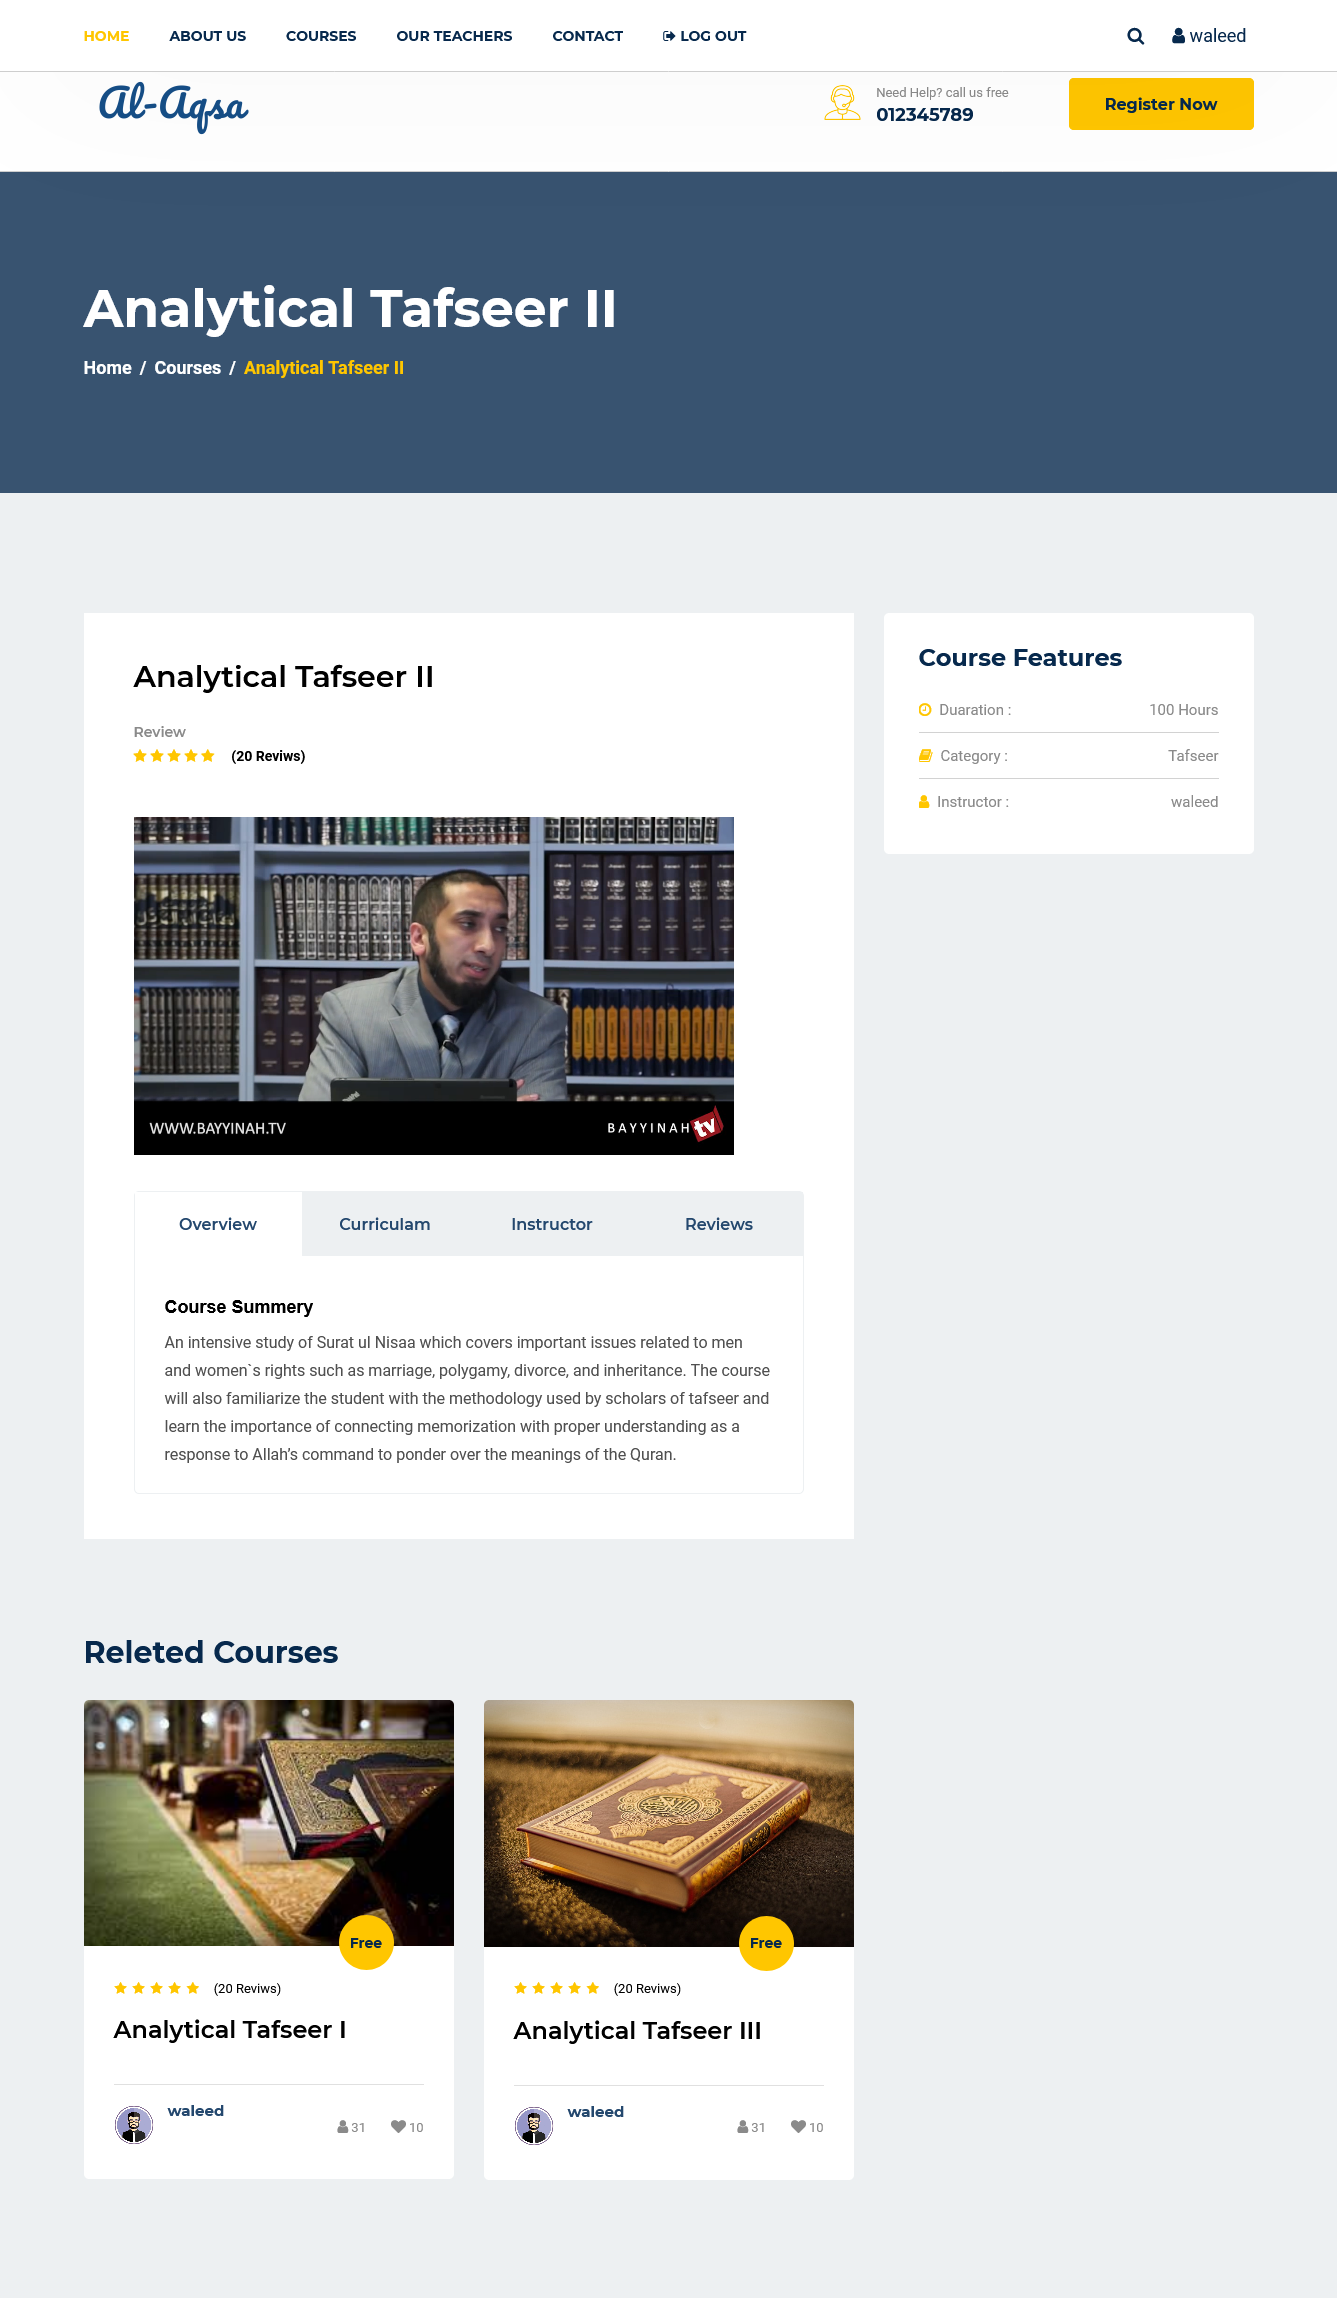 HOME
ABOUT US
COURSES
OUR TEACHERS
CONTACT
LOG OUT
waleed
Al-Aqsa
Need Help? call us free
012345789
Register Now
Analytical Tafseer II
Home / Courses / Analytical Tafseer II
Analytical Tafseer II
Review
(20 Reviws)
WWW.BAYYINAH.TV
BAYYINAH tv
Overview
Curriculam
Instructor
Reviews
Course Summery
An intensive study of Surat ul Nisaa which covers important issues related to men
and women`s rights such as marriage, polygamy, divorce, and inheritance. The course
will also familiarize the student with the methodology used by scholars of tafseer and
learn the importance of connecting memorization with proper understanding as a
response to Allah’s command to ponder over the meanings of the Quran.
Course Features
Duaration : 100 Hours
Category : Tafseer
Instructor : waleed
Releted Courses
Free
(20 Reviws)
Analytical Tafseer I
waleed
31
10
Free
(20 Reviws)
Analytical Tafseer III
waleed
31
10